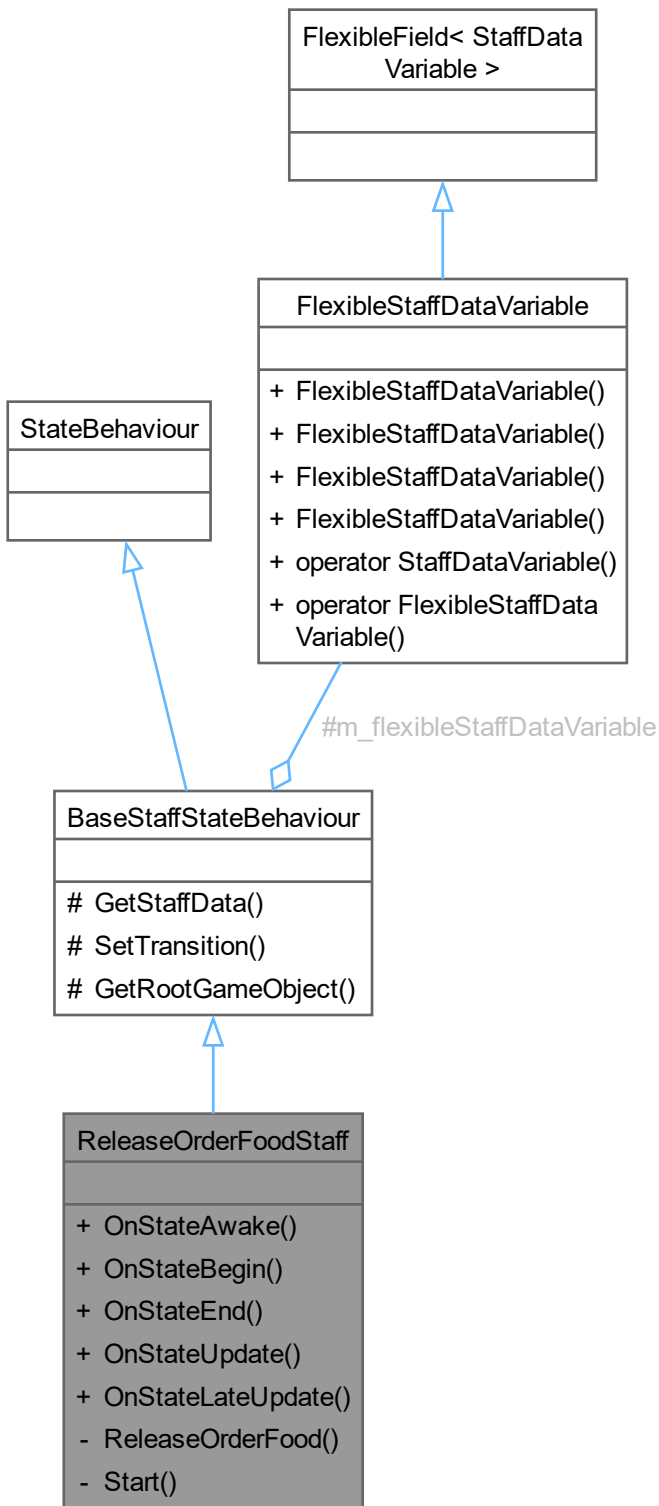 FlexibleField< StaffData
Variable >
FlexibleStaffDataVariable
+ FlexibleStaffDataVariable()
+ FlexibleStaffDataVariable()
+ FlexibleStaffDataVariable()
+ FlexibleStaffDataVariable()
+ operator StaffDataVariable()
+ operator FlexibleStaffData
Variable()
StateBehaviour
#m_flexibleStaffDataVariable
BaseStaffStateBehaviour
# GetStaffData()
# SetTransition()
# GetRootGameObject()
ReleaseOrderFoodStaff
+ OnStateAwake()
+ OnStateBegin()
+ OnStateEnd()
+ OnStateUpdate()
+ OnStateLateUpdate()
- ReleaseOrderFood()
- Start()